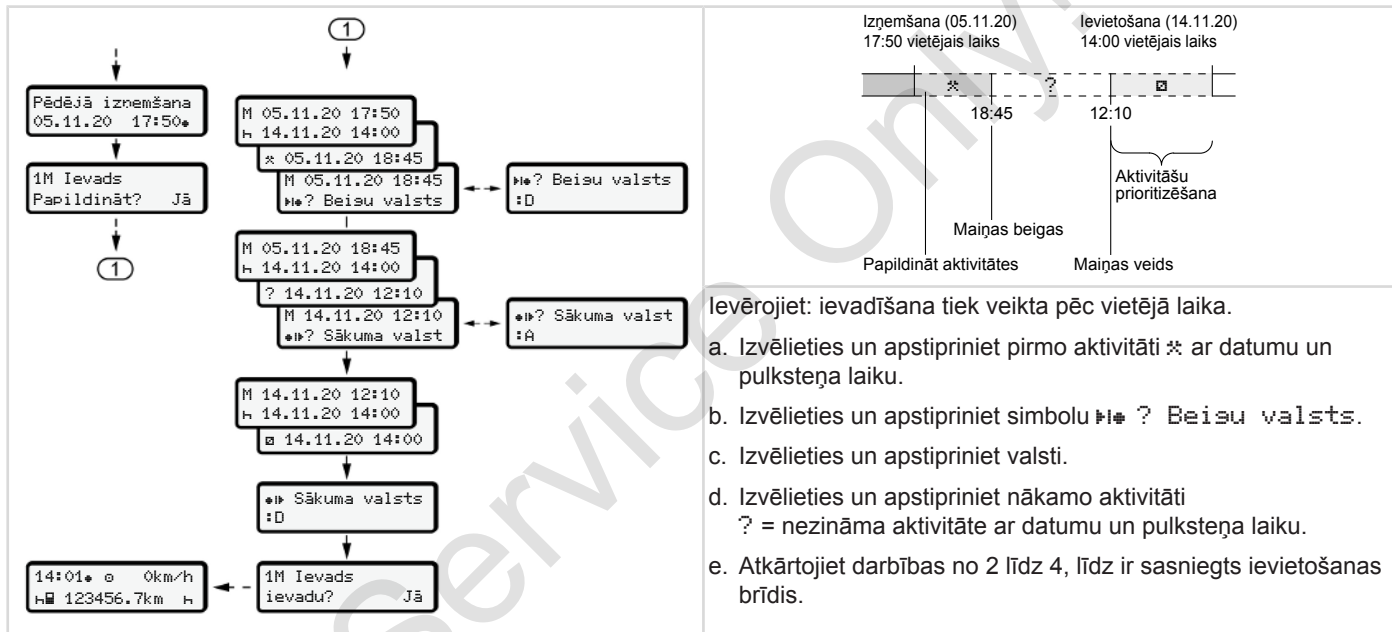 Pēdējā izņemšana
05.11.20 17:50
1M Ievads
Papildināt? Jā
1
1
M 05.11.20 17:50
14.11.20 14:00
05.11.20 18:45
M 05.11.20 18:45
? Beigu valsts
? Beigu valsts
:D
M 05.11.20 18:45
14.11.20 14:00
? 14.11.20 12:10
M 14.11.20 12:10
? Sākuma valst
? Sākuma valst
:A
M 14.11.20 12:10
14.11.20 14:00
14.11.20 14:00
Sākuma valsts
:D
1M Ievads
ievadu? Jā
14:01 0km/h
123456.7km
Izņemšana (05.11.20)
17:50 vietējais laiks
Ievietošana (14.11.20)
14:00 vietējais laiks
?
18:45
12:10
Aktivitāšu
prioritizēšana
Maiņas beigas
Papildināt aktivitātes
Maiņas veids
Ievērojiet: ievadīšana tiek veikta pēc vietējā laika.
a. Izvēlieties un apstipriniet pirmo aktivitāti ar datumu un
pulksteņa laiku.
b. Izvēlieties un apstipriniet simbolu ? Beigu valsts.
c. Izvēlieties un apstipriniet valsti.
d. Izvēlieties un apstipriniet nākamo aktivitāti
? = nezināma aktivitāte ar datumu un pulksteņa laiku.
e. Atkārtojiet darbības no 2 līdz 4, līdz ir sasniegts ievietošanas
brīdis.
Service Only!